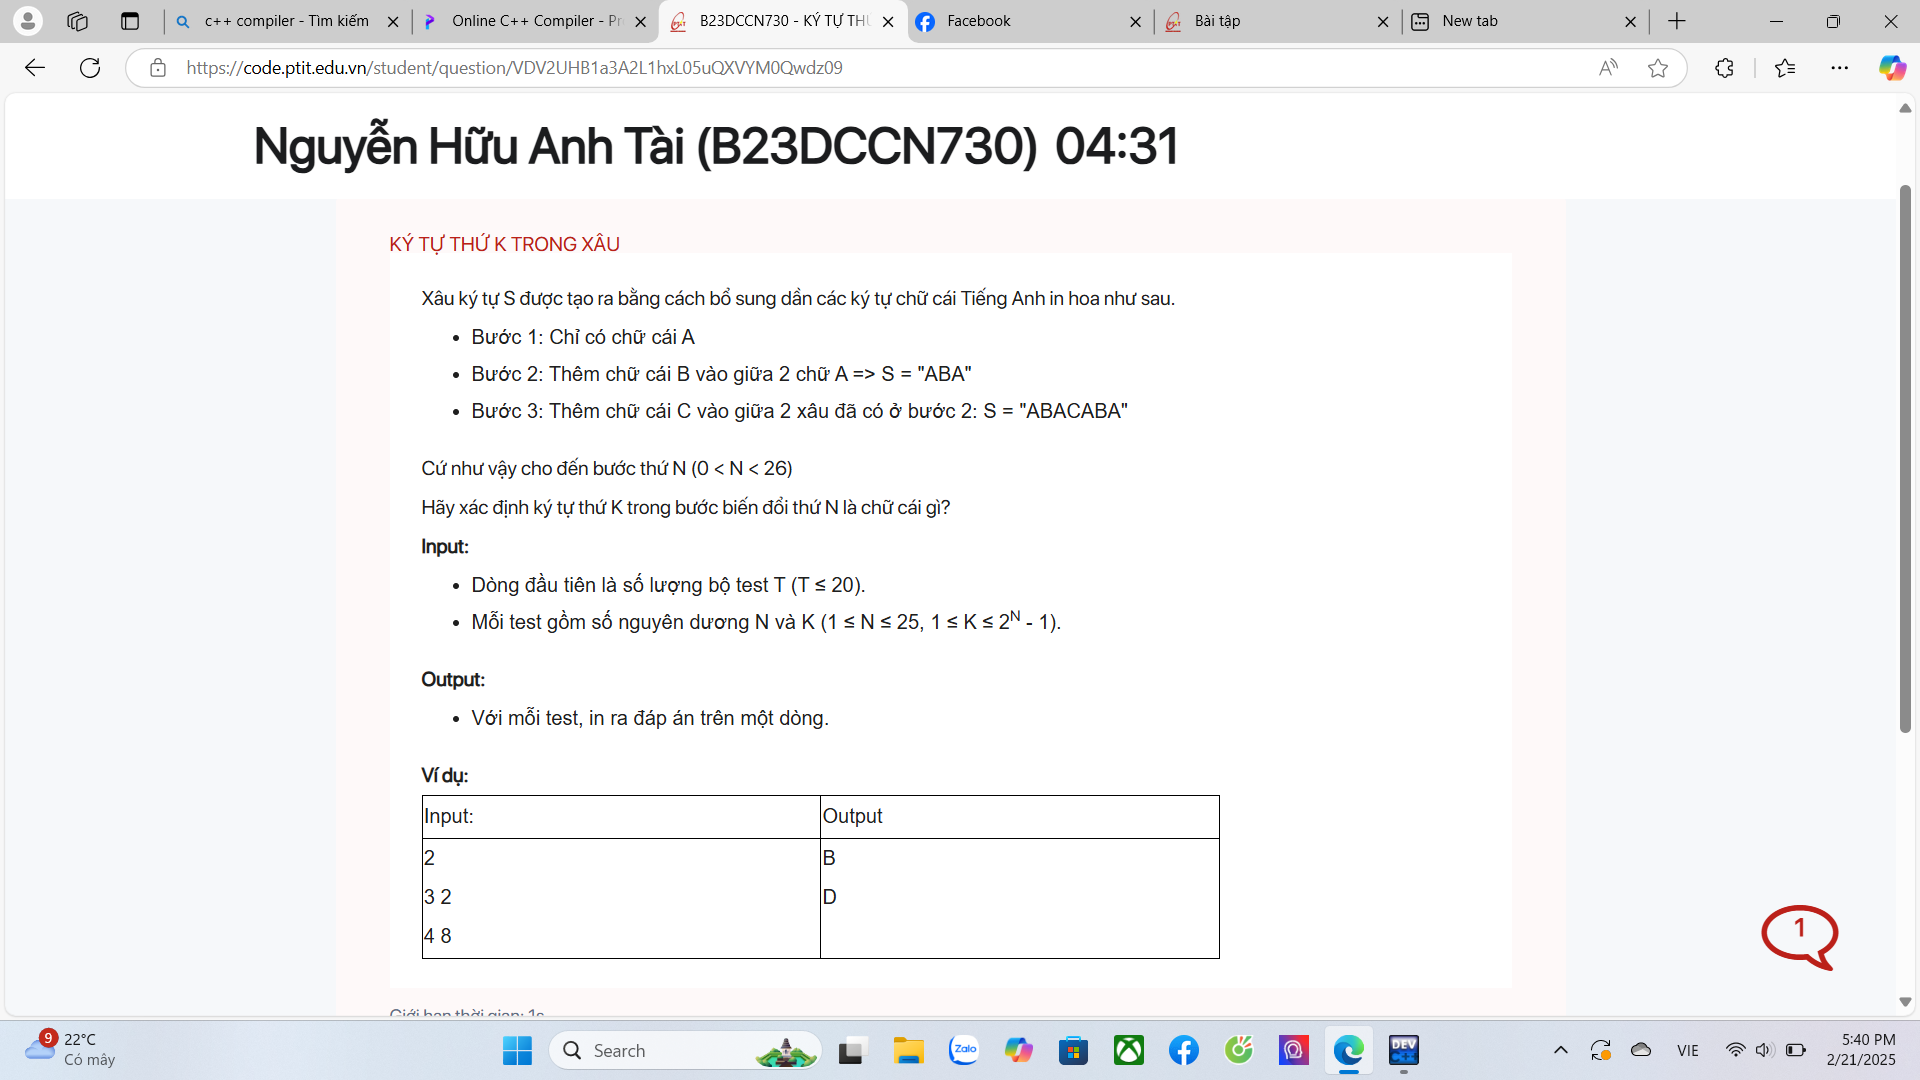 c++ compiler - Tìm kiếm
Online C++ Compiler - Pr
B23DCCN730 - KÝ TỰ THỨ
Facebook
Bài tập
New tab
https://code.ptit.edu.vn/student/question/VDV2UHB1a3A2L1hxL05uQXVYM0Qwdz09
Nguyễn Hữu Anh Tài (B23DCCN730) 04:31
KÝ TỰ THỨ K TRONG XÂU
Xâu ký tự S được tạo ra bằng cách bổ sung dần các ký tự chữ cái Tiếng Anh in hoa như sau.
• Bước 1: Chỉ có chữ cái A
• Bước 2: Thêm chữ cái B vào giữa 2 chữ A => S = "ABA"
• Bước 3: Thêm chữ cái C vào giữa 2 xâu đã có ở bước 2: S = "ABACABA"
Cứ như vậy cho đến bước thứ N (0 < N < 26)
Hãy xác định ký tự thứ K trong bước biến đổi thứ N là chữ cái gì?
Input:
• Dòng đầu tiên là số lượng bộ test T (T ≤ 20).
• Mỗi test gồm số nguyên dương N và K (1 ≤ N ≤ 25, 1 ≤ K ≤ 2^N - 1).
Output:
• Với mỗi test, in ra đáp án trên một dòng.
Ví dụ:
Input: Output
2 B
3 2 D
4 8
1
Giới hạn thời gian: 1s
9
22°C
Có mây
Search
Zalo
DEV
C++
VIE
5:40 PM
2/21/2025